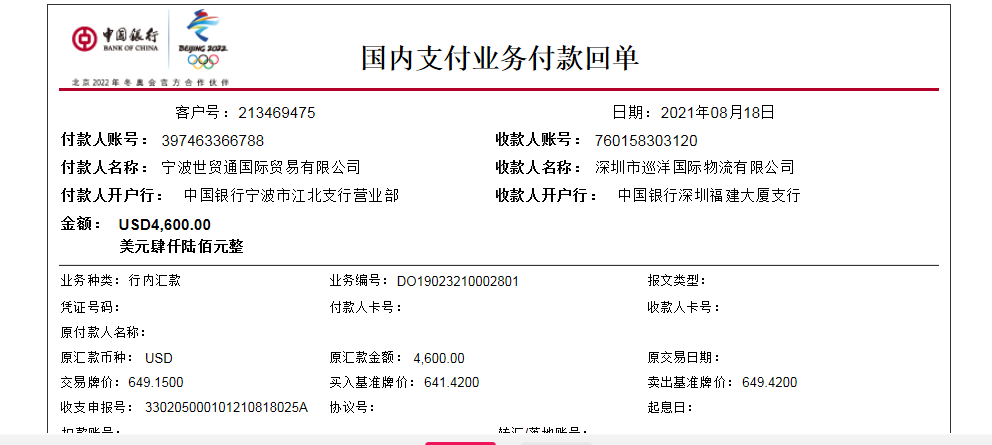 中国银行
BANK OF CHINA
BEIJING 2022
北京2022年冬奥会官方合作伙伴
国内支付业务付款回单
客户号：213469475 日期：2021年08月18日
付款人账号：397463366788 收款人账号：760158303120
付款人名称：宁波世贸通国际贸易有限公司 收款人名称：深圳市巡洋国际物流有限公司
付款人开户行：中国银行宁波市江北支行营业部 收款人开户行：中国银行深圳福建大厦支行
金额：USD4,600.00
美元肆仟陆佰元整
业务种类：行内汇款 业务编号：DO19023210002801 报文类型：
凭证号码： 付款人卡号： 收款人卡号：
原付款人名称：
原汇款币种：USD 原汇款金额：4,600.00 原交易日期：
交易牌价：649.1500 买入基准牌价：641.4200 卖出基准牌价：649.4200
收支申报号：330205000101210818025A 协议号： 起息日：
扣款账号： 转汇/落地账号：